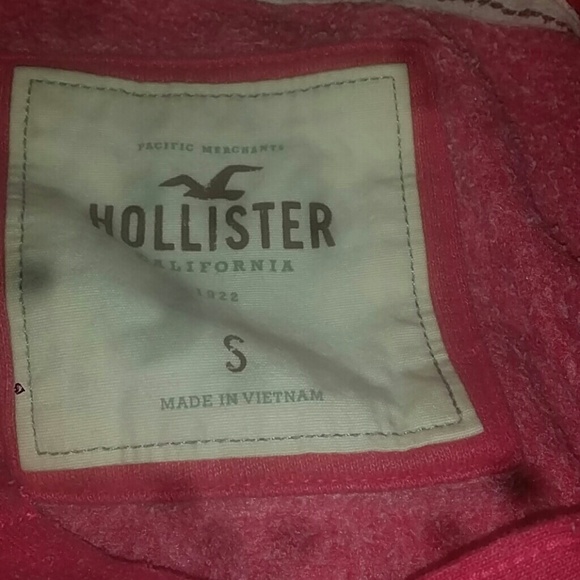 PACIFIC MERCHANTS
HOLLISTER
CALIFORNIA
1922
S
MADE IN VIETNAM